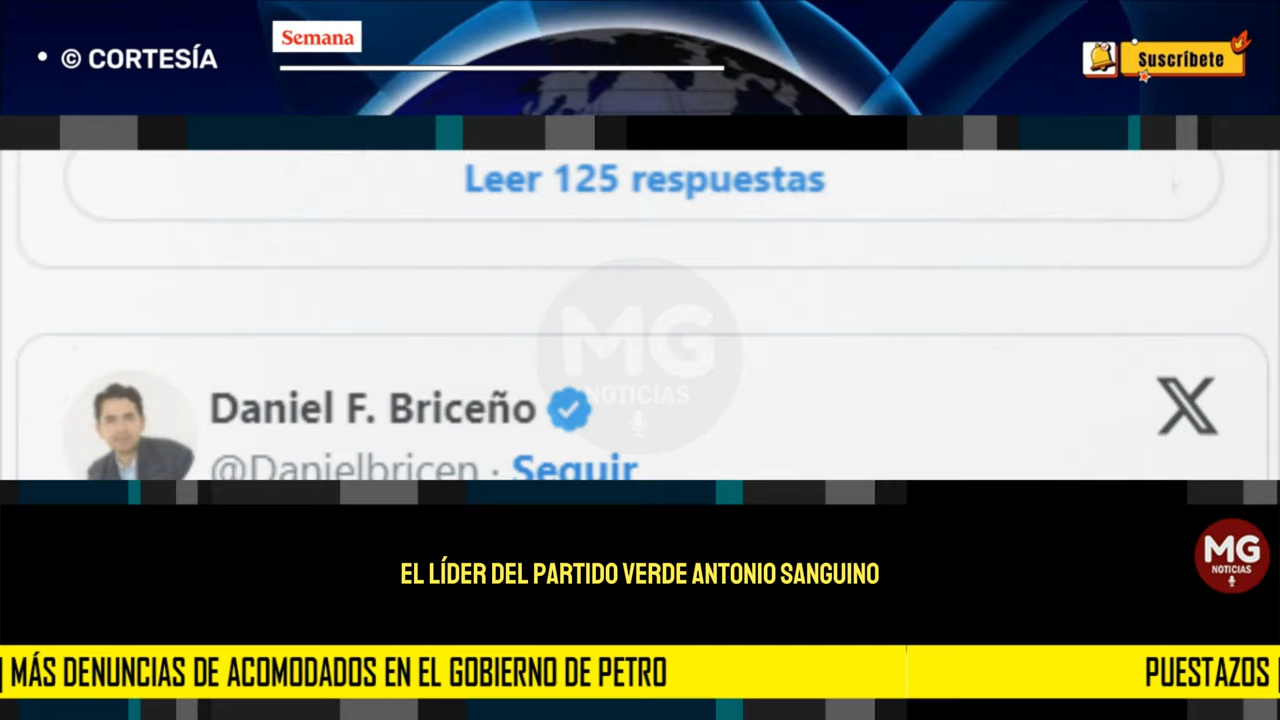 • © CORTESÍA
Semana
Suscríbete
Leer 125 respuestas
MG
NOTICIAS
Daniel F. Briceño
X
@Danielbricen · Seguir
EL LÍDER DEL PARTIDO VERDE ANTONIO SANGUINO
MG
NOTICIAS
MÁS DENUNCIAS DE ACOMODADOS EN EL GOBIERNO DE PETRO
PUESTAZOS